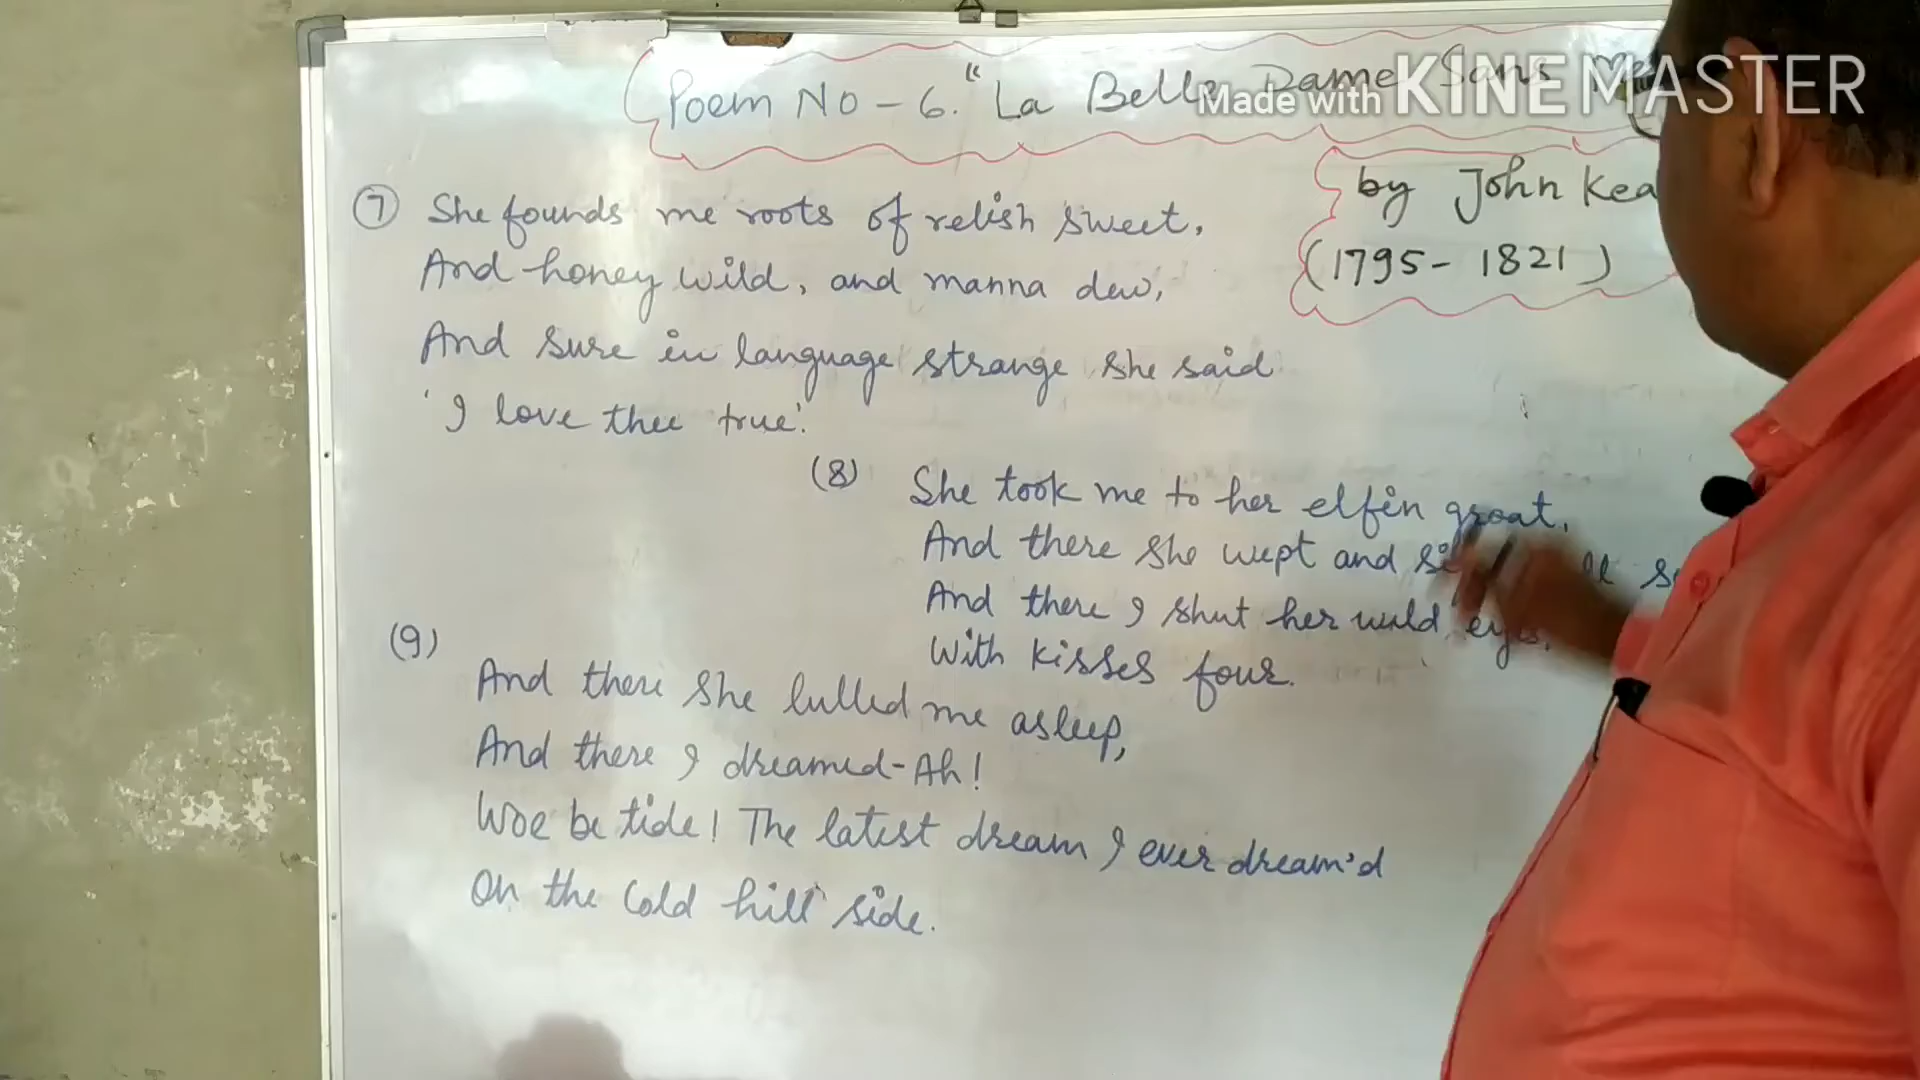 Poem No - 6. "La Belle Dame Sans
Made with KINEMASTER
by John Kea
(1795 - 1821)
7 She founds me roots of relish sweet,
And honey wild, and manna dew,
And sure in language strange she said
'I love thee true'.
(8) She took me to her elfin groat,
And there she wept and
And there I shut her wild, eyes,
With kisses four.
(9)
And there she lulled me asleep,
And there I dreamed - Ah!
Woe be tide! The latest dream I ever dream'd
On the cold hill side.